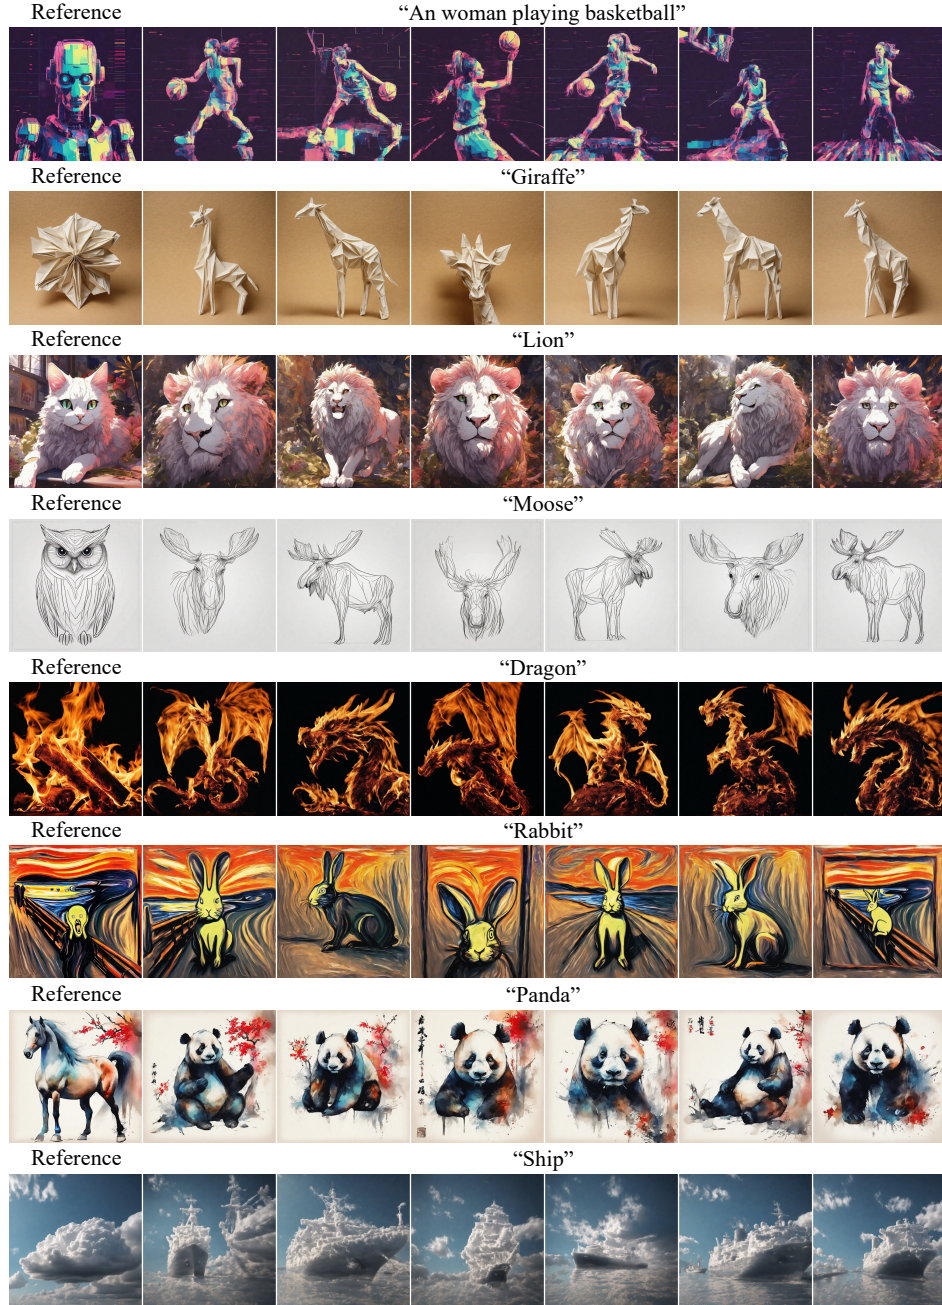 Reference “An woman playing basketball”
Reference “Giraffe”
Reference “Lion”
Reference “Moose”
Reference “Dragon”
Reference “Rabbit”
Reference “Panda”
Reference “Ship”